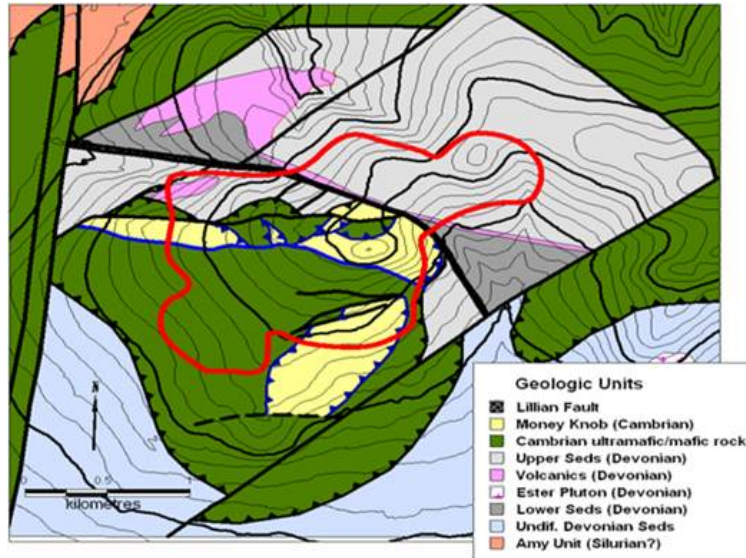 N
0 0.5 1
kilometres
Geologic Units
Lillian Fault
Money Knob (Cambrian)
Cambrian ultramafic/mafic rock
Upper Seds (Devonian)
Volcanics (Devonian)
Ester Pluton (Devonian)
Lower Seds (Devonian)
Undif. Devonian Seds
Amy Unit (Silurian?)